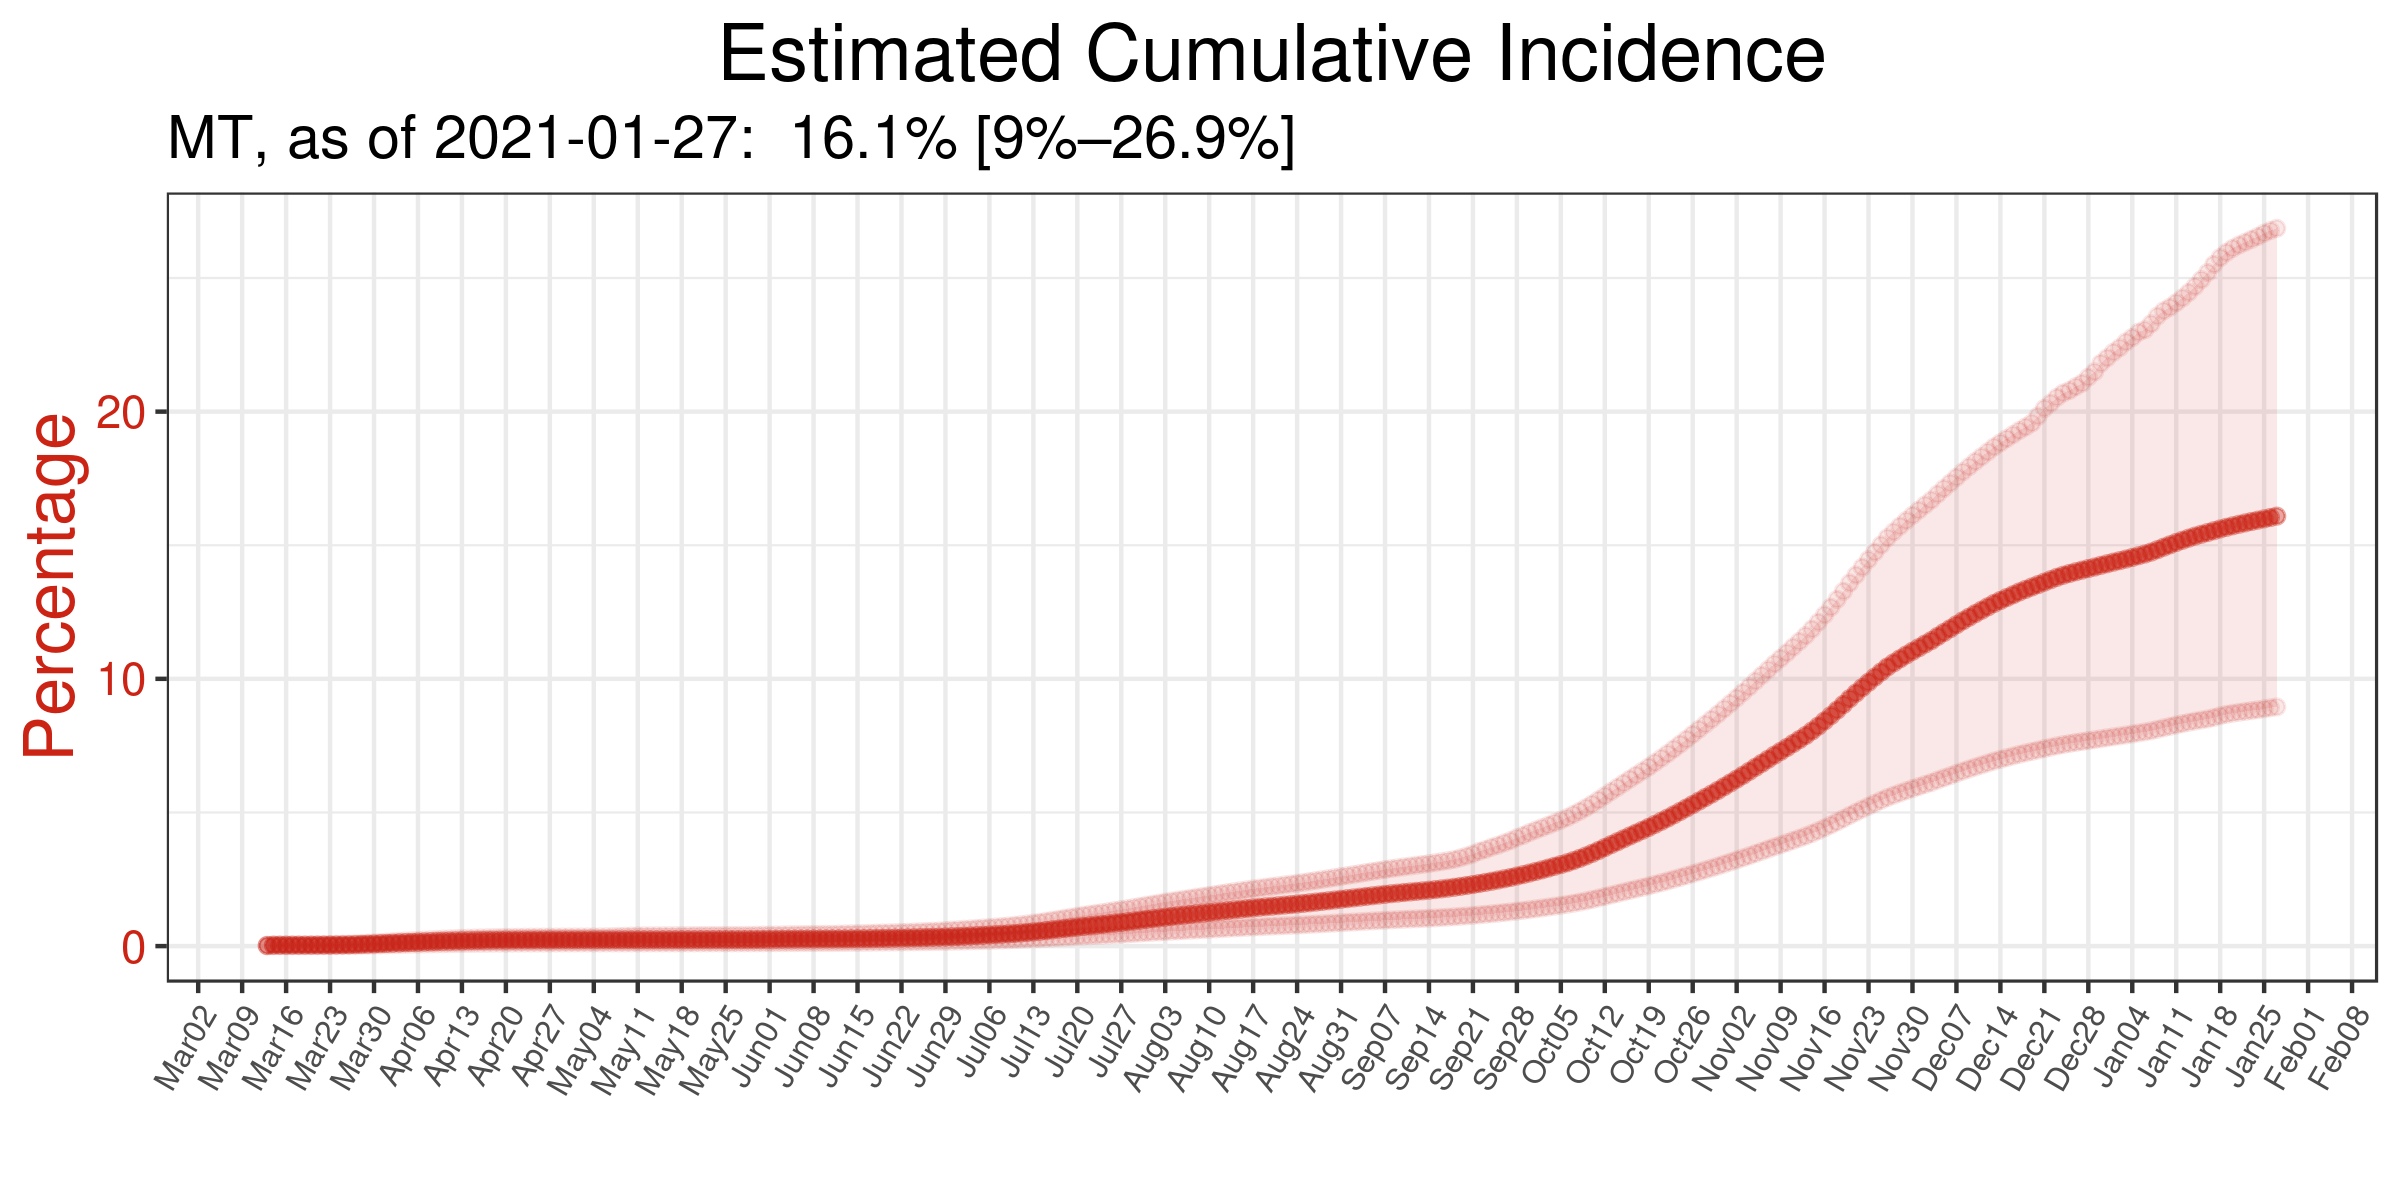 Estimated Cumulative Incidence
MT, as of 2021-01-27:  16.1% [9%–26.9%]
Percentage
20
10
0
Mar02
Mar09
Mar16
Mar23
Mar30
Apr06
Apr13
Apr20
Apr27
May04
May11
May18
May25
Jun01
Jun08
Jun15
Jun22
Jun29
Jul06
Jul13
Jul20
Jul27
Aug03
Aug10
Aug17
Aug24
Aug31
Sep07
Sep14
Sep21
Sep28
Oct05
Oct12
Oct19
Oct26
Nov02
Nov09
Nov16
Nov23
Nov30
Dec07
Dec14
Dec21
Dec28
Jan04
Jan11
Jan18
Jan25
Feb01
Feb08